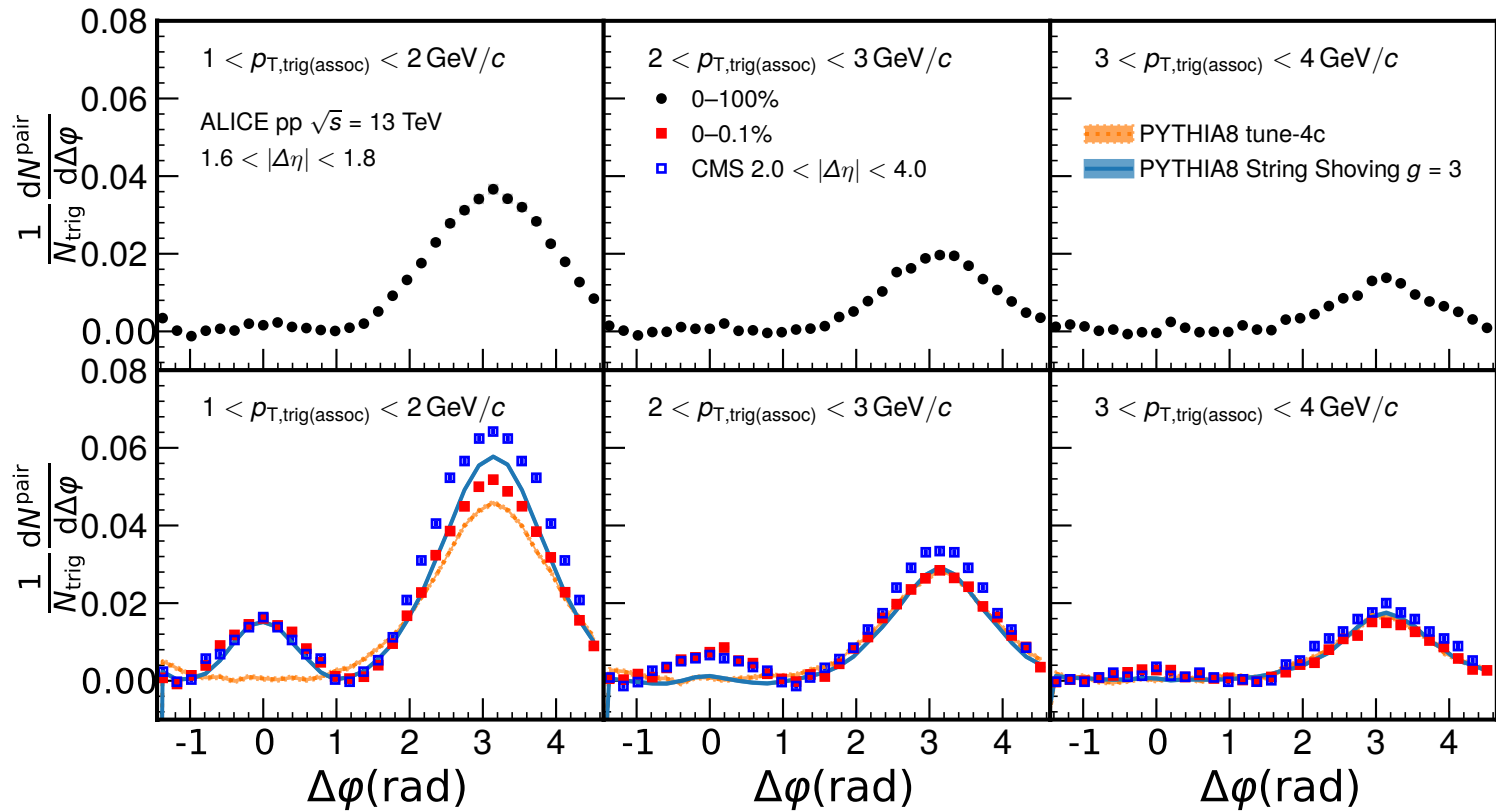 0.08
0.06
0.04
0.02
0.00
1/N_trig dN^pair/dΔφ
1 < p_T,trig(assoc) < 2 GeV/c
ALICE pp √s = 13 TeV
1.6 < |Δη| < 1.8
2 < p_T,trig(assoc) < 3 GeV/c
0–100%
0–0.1%
CMS 2.0 < |Δη| < 4.0
3 < p_T,trig(assoc) < 4 GeV/c
PYTHIA8 tune-4c
PYTHIA8 String Shoving g = 3
0.08
0.06
0.04
0.02
0.00
1/N_trig dN^pair/dΔφ
1 < p_T,trig(assoc) < 2 GeV/c
2 < p_T,trig(assoc) < 3 GeV/c
3 < p_T,trig(assoc) < 4 GeV/c
-1 0 1 2 3 4
-1 0 1 2 3 4
-1 0 1 2 3 4
Δφ(rad)
Δφ(rad)
Δφ(rad)